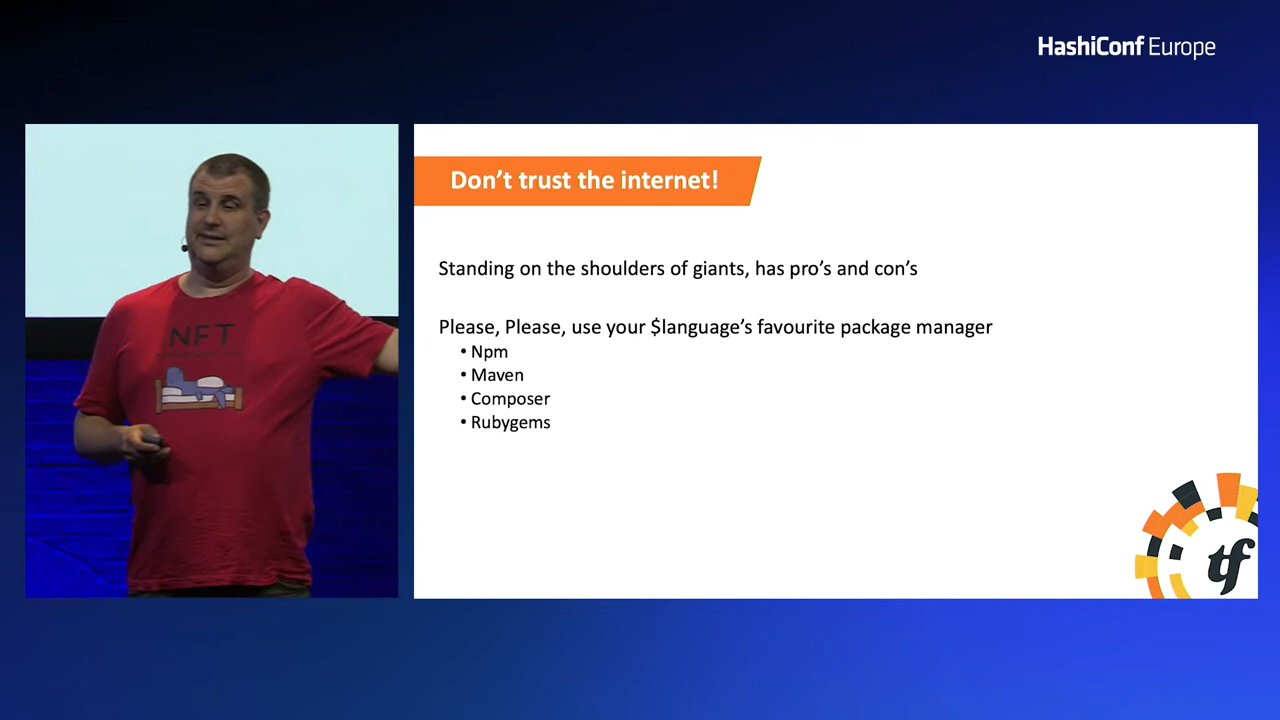 HashiConf Europe
NFT
Don't trust the internet!
Standing on the shoulders of giants, has pro's and con's
Please, Please, use your $language's favourite package manager
• Npm
• Maven
• Composer
• Rubygems
tf